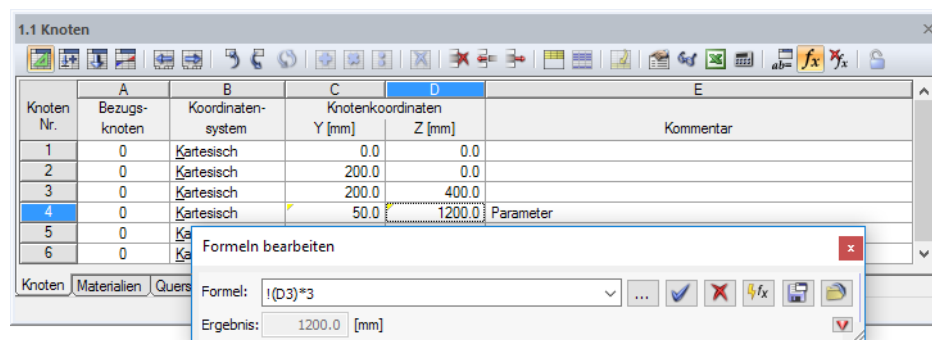 1.1 Knoten
A B C D E
Knoten Bezugs- Koordinaten- Knotenkoordinaten
Nr. knoten system Y [mm] Z [mm] Kommentar
1 0 Kartesisch 0.0 0.0
2 0 Kartesisch 200.0 0.0
3 0 Kartesisch 200.0 400.0
4 0 Kartesisch 50.0 1200.0 Parameter
5 0 Ka
6 0 Ka
Formeln bearbeiten
Knoten Materialien Quers
Formel: !(D3)*3 ...
Ergebnis: 1200.0 [mm]